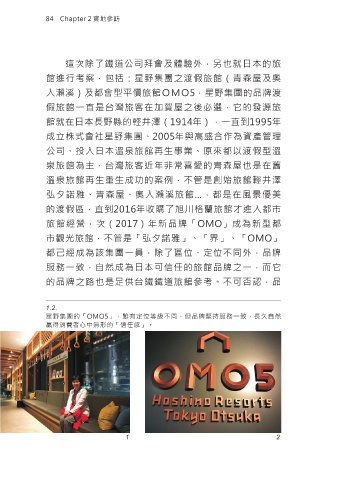 84 Chapter 2 實地參訪
這次除了鐵道公司拜會及體驗外，另也就日本的旅
館進行考察，包括：星野集團之渡假旅館（青森屋及奧
入瀨溪）及都會型平價旅館OMO5，星野集團的品牌渡
假旅館一直是台灣旅客在加賀屋之後必選，它的發源旅
館就在日本長野縣的輕井澤（1914年），一直到1995年
成立株式會社星野集團、2005年與高盛合作為資產管理
公司、投入日本溫泉旅館再生事業、原來都以渡假型溫
泉旅館為主，台灣旅客近年非常喜愛的青森屋也是在舊
溫泉旅館再生重生成功的案例，不管是創始旅館輕井澤
弘夕諾雅、青森屋、奧入瀨溪旅館…，都是在風景優美
的渡假區，直到2016年收購了旭川格蘭旅館才進入都市
旅館經營，次（2017）年新品牌「OMO」成為新型都
市觀光旅館，不管是「弘夕諾雅」、「界」、「OMO」
都已經成為該集團一員，除了區位、定位不同外，品牌
服務一致，自然成為日本可信任的旅館品牌之一，而它
的品牌之路也是足供台鐵鐵道旅館參考。不可否認，品
1.2.
星野集團的「OMO5」，雖有定位等級不同，但品牌堅持服務一致，長久自然
贏得消費者心中無形的「信任感」。
OMO5
Hoshino Resorts
Tokyo Otsuka
1
2